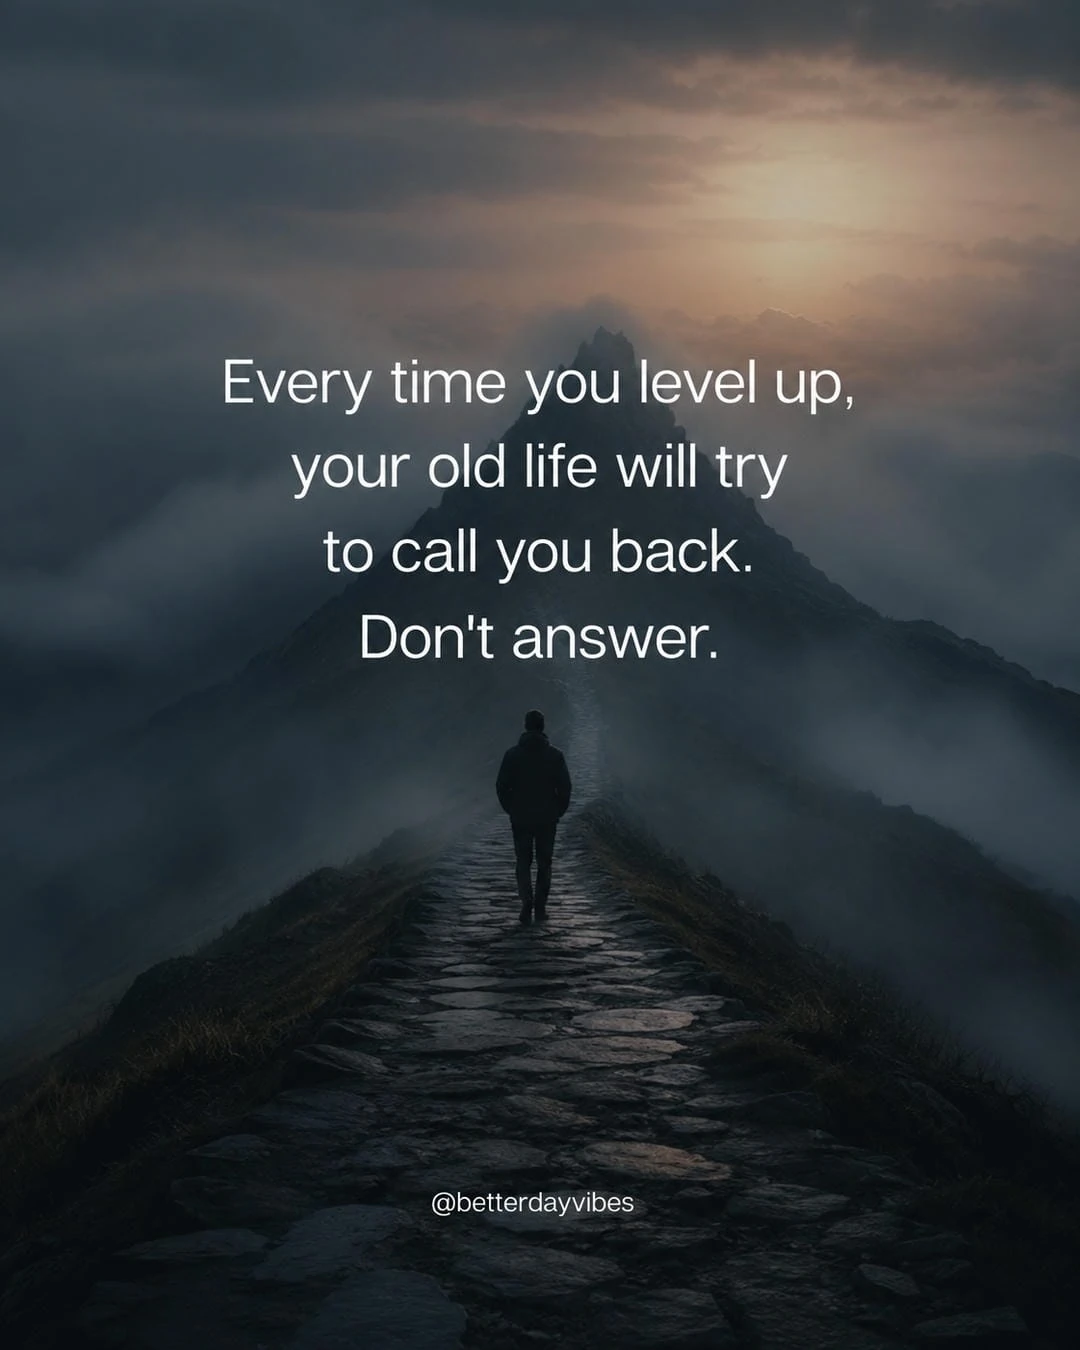 Every time you level up,
your old life will try
to call you back.
Don't answer.
@betterdayvibes